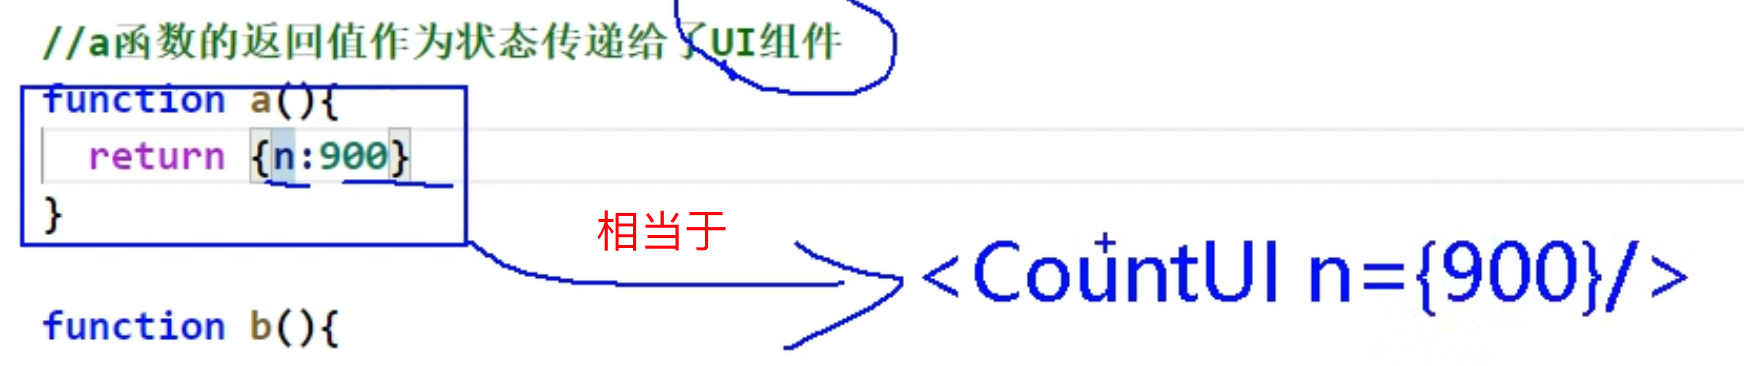 //a函数的返回值作为状态传递给了UI组件
function a(){
return {n:900}
}
相当于
<CountUI n={900}/>
function b(){